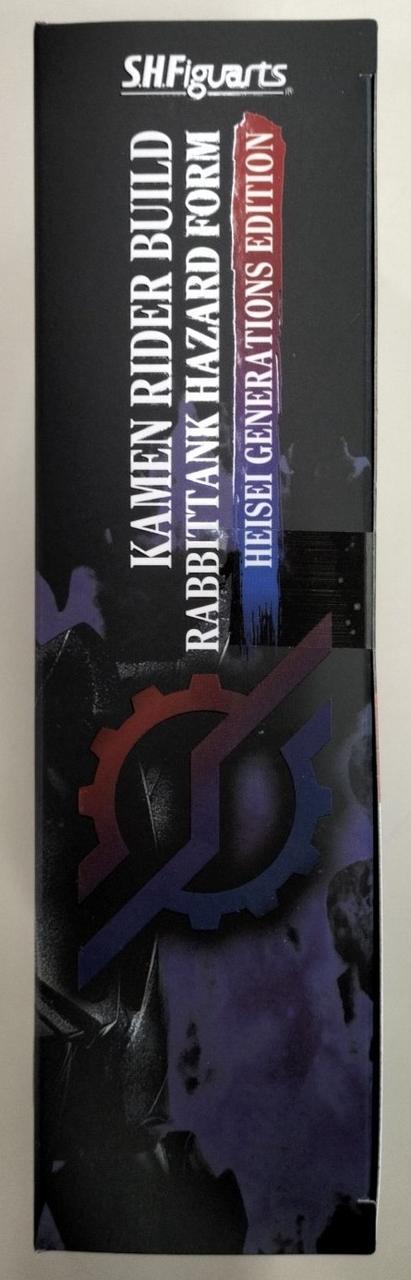 S.H.Figuarts
KAMEN RIDER BUILD
RABBITTANK HAZARD FORM
HEISEI GENERATIONS EDITION